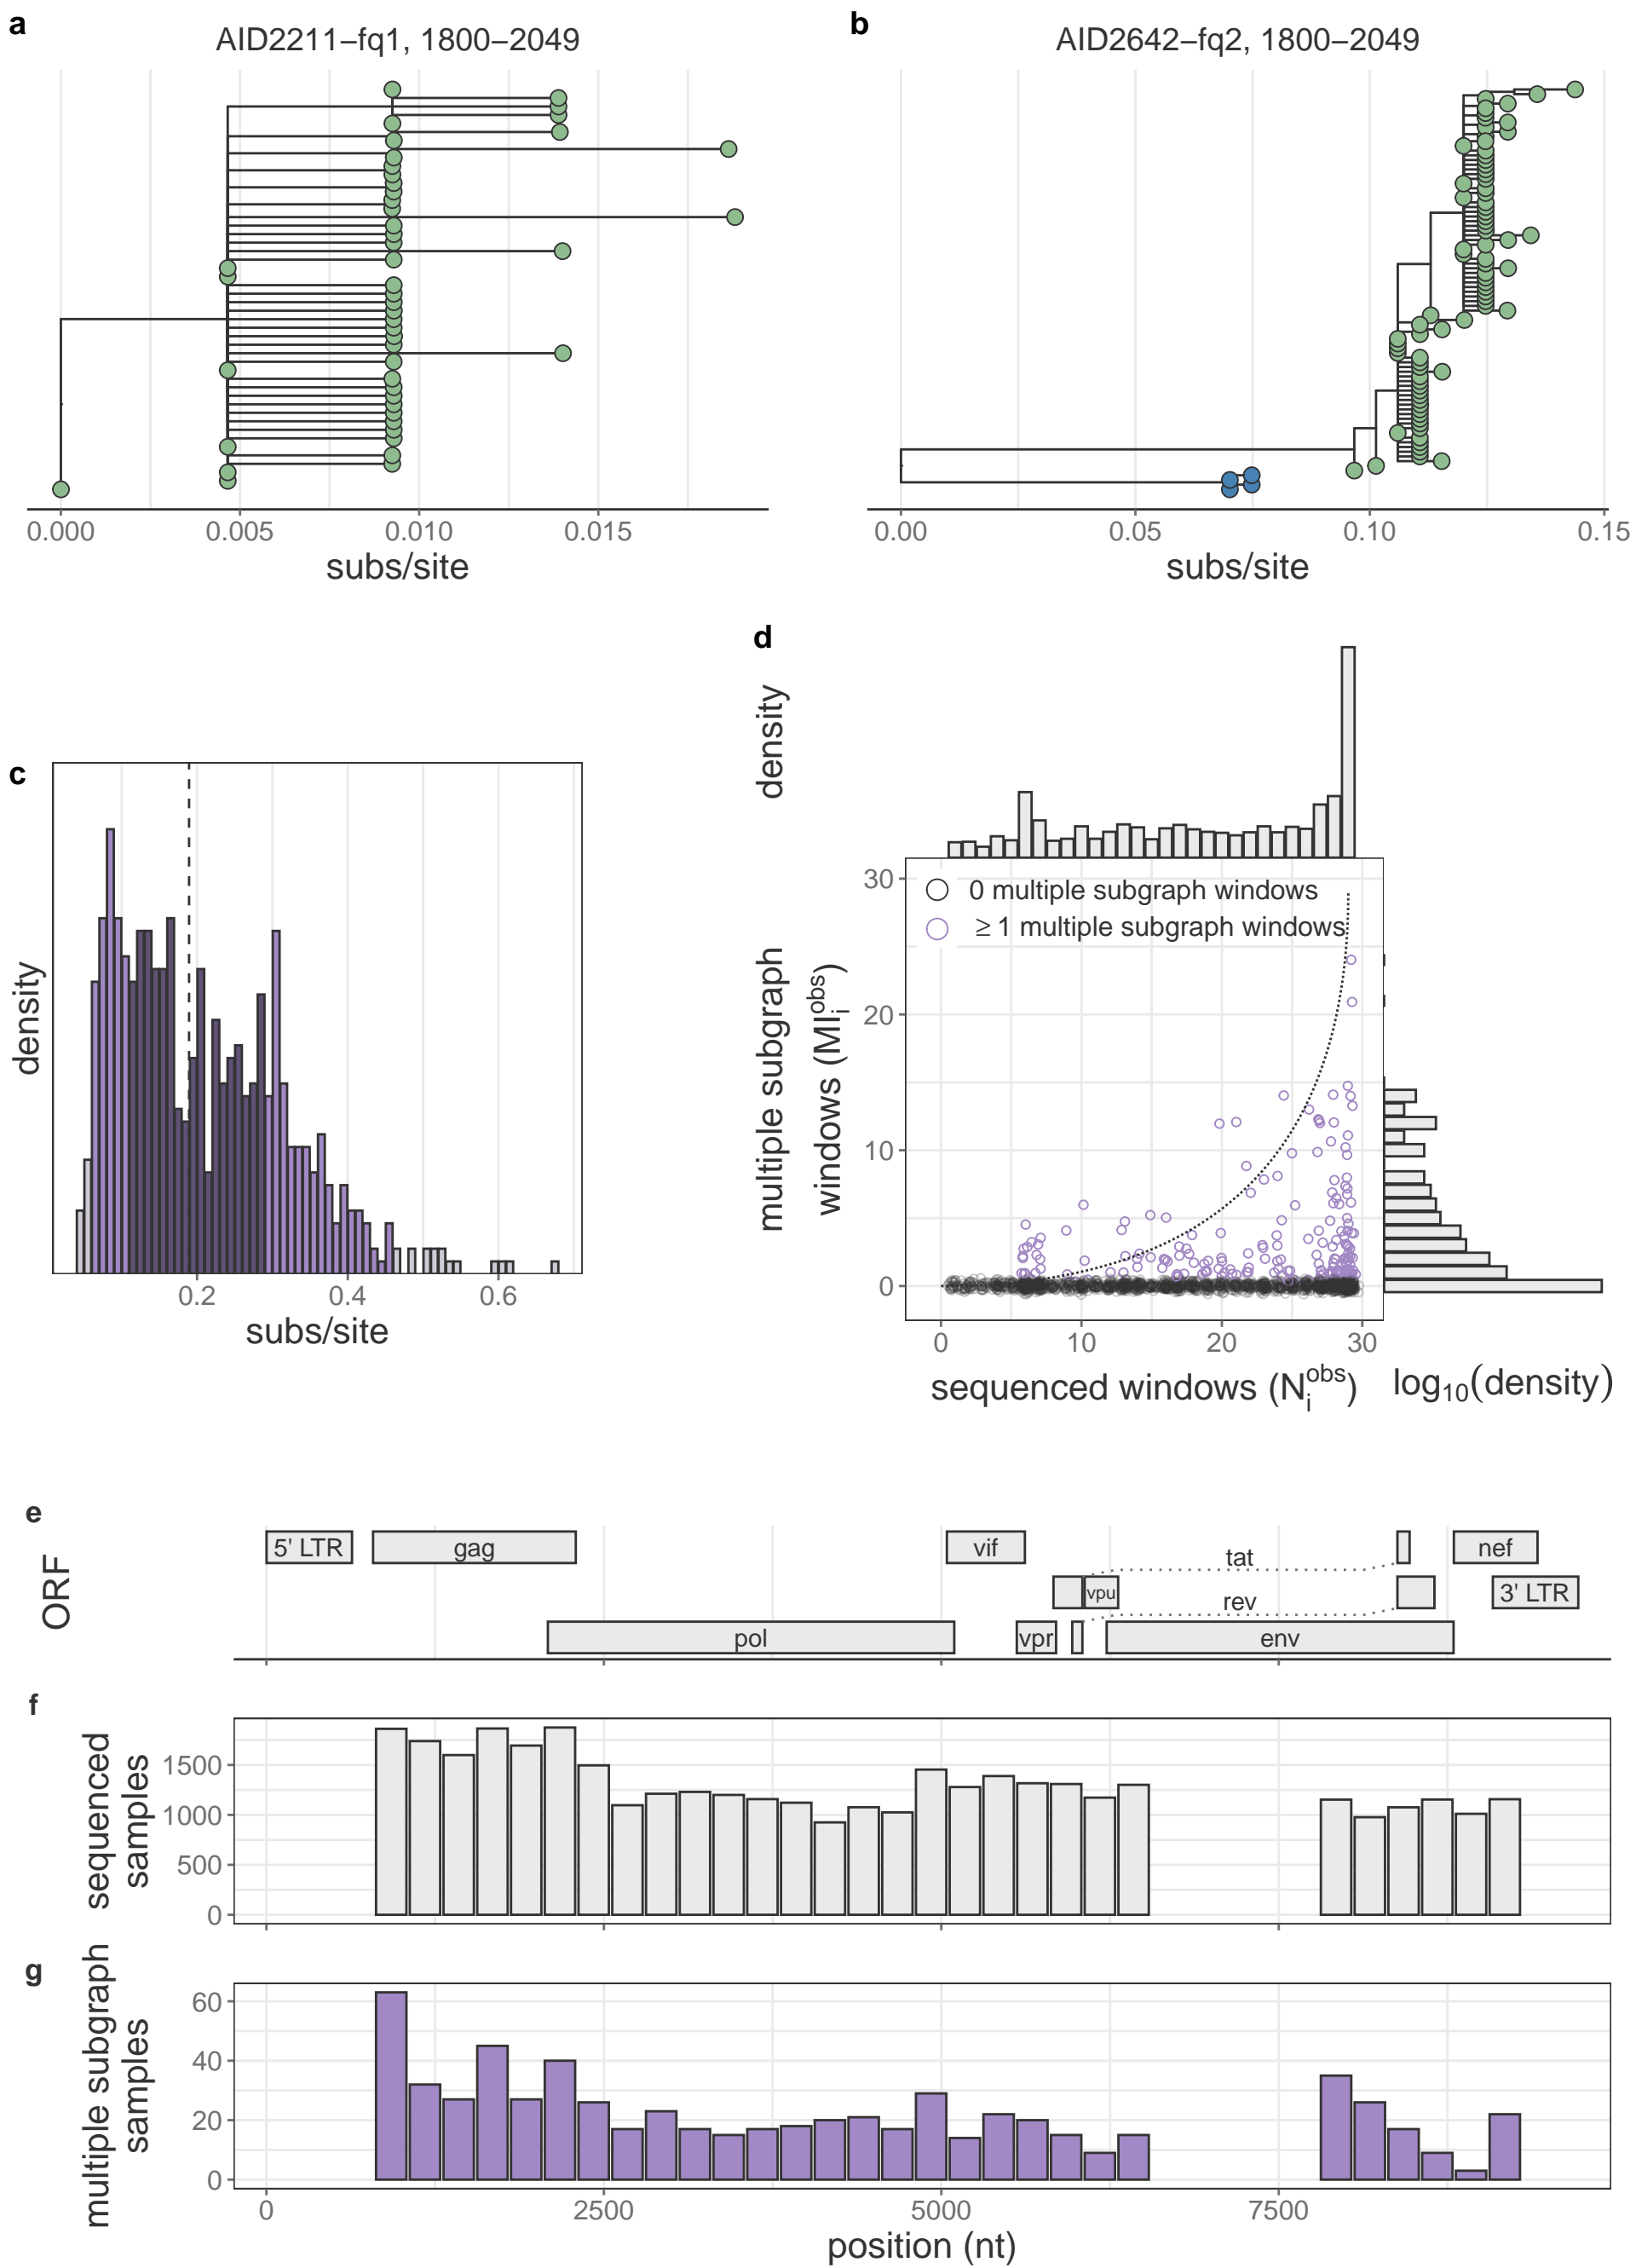 a
AID2211–fq1, 1800–2049
0.000 0.005 0.010 0.015
subs/site
b
AID2642–fq2, 1800–2049
0.00 0.05 0.10 0.15
subs/site
c
density
0.2 0.4 0.6
subs/site
d
density
multiple subgraph
windows (MI_i^obs)
30
20
10
0
0 multiple subgraph windows
≥ 1 multiple subgraph windows
0 10 20 30
sequenced windows (N_i^obs)
log₁₀(density)
e
ORF
5' LTR gag vif tat nef
vpu rev 3' LTR
pol vpr env
f
sequenced
samples
1500
1000
500
0
g
multiple subgraph
samples
60
40
20
0
0 2500 5000 7500
position (nt)